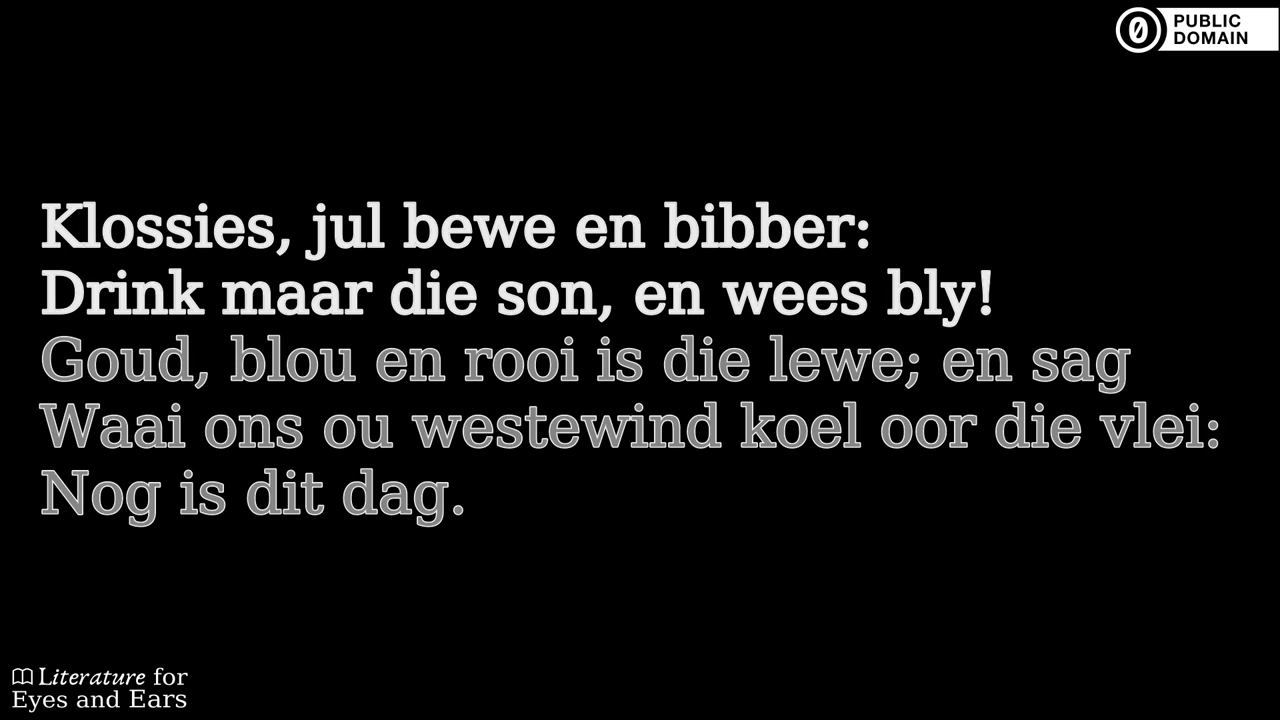 PUBLIC
DOMAIN
Klossies, jul bewe en bibber:
Drink maar die son, en wees bly!
Goud, blou en rooi is die lewe; en sag
Waai ons ou westewind koel oor die vlei:
Nog is dit dag.
Literature for
Eyes and Ears